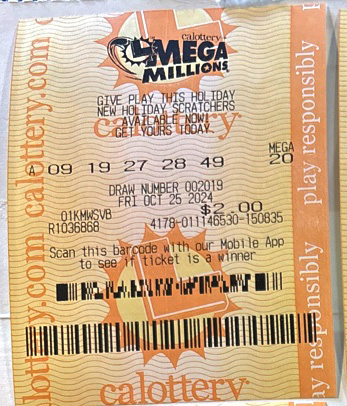 calottery
MEGA
MILLIONS
GIVE PLAY THIS HOLIDAY
NEW HOLIDAY SCRATCHERS
AVAILABLE NOW!
GET YOURS TODAY
calottery
MEGA
A 09 19 27 28 49 20
DRAW NUMBER 002019
FRI OCT 25 2024
$2.00
01KMWSVB
R1036868
4178-011146530-150835
Scan this barcode with our Mobile App
to see if ticket is a winner
calottery
calottery.com calottery.com
play responsibly
play responsibly